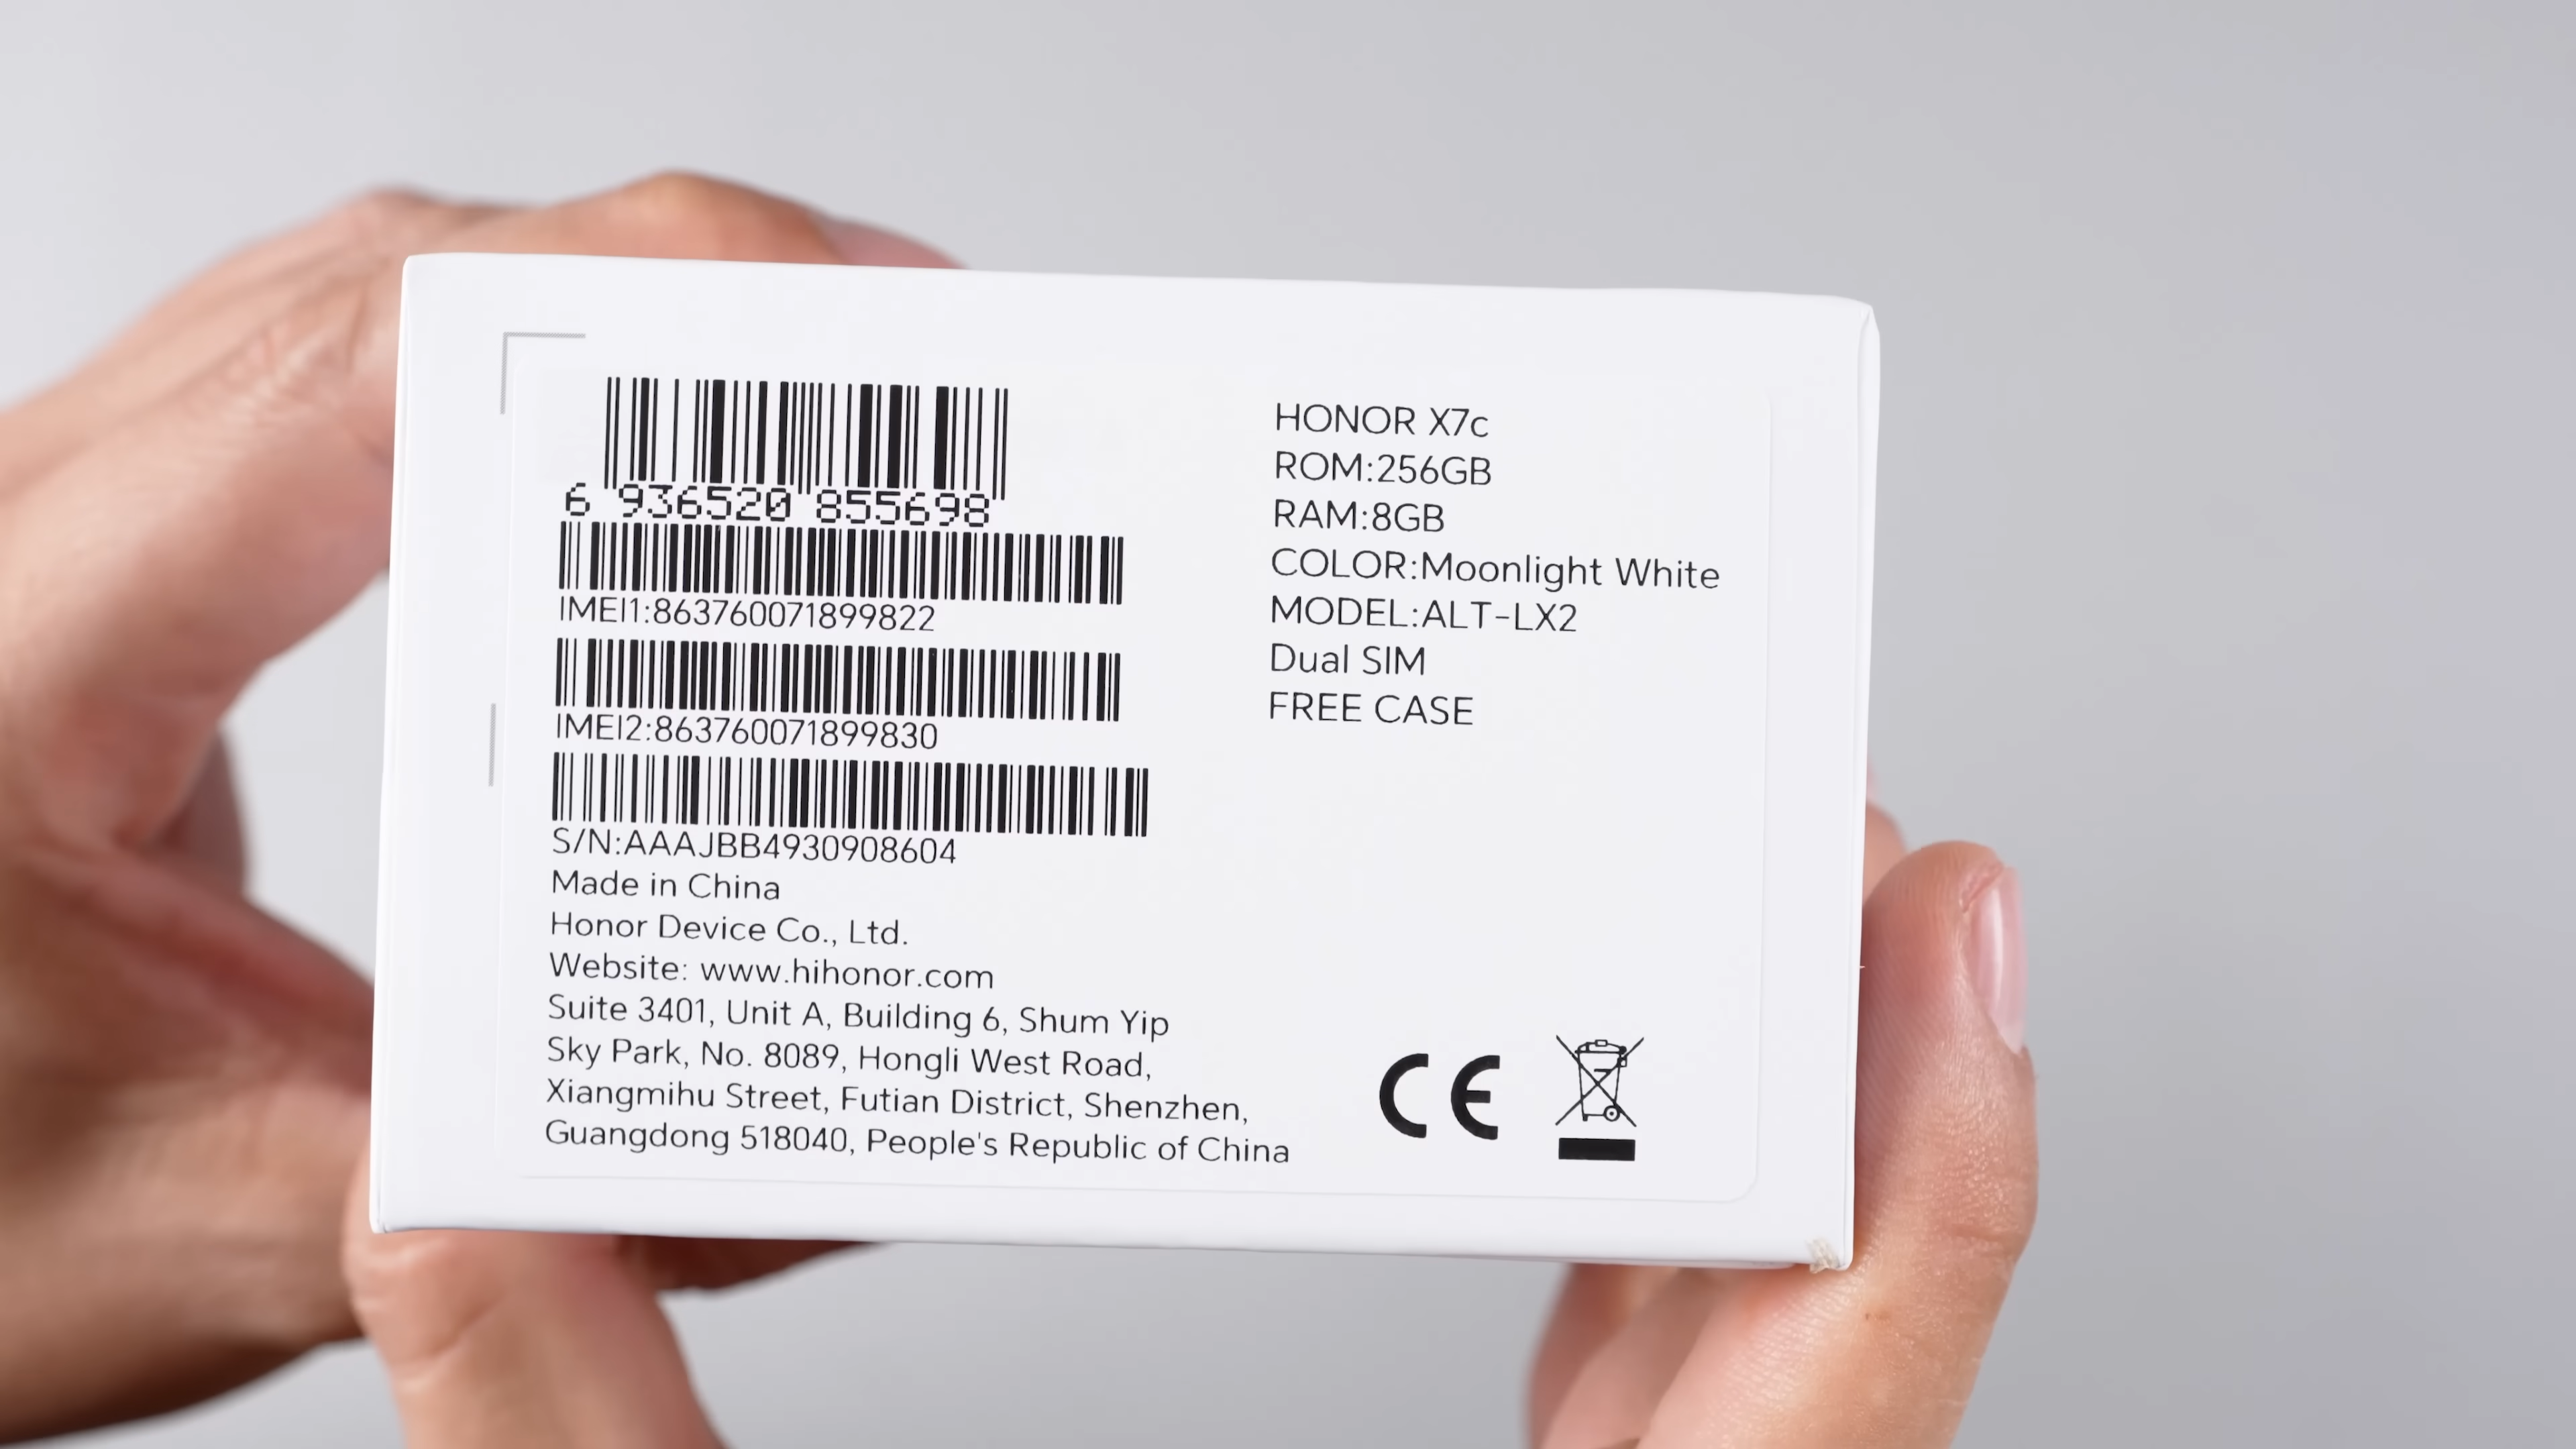 6 936520 855698
IMEI1:863760071899822
IMEI2:863760071899830
S/N:AAAJBB4930908604
Made in China
Honor Device Co., Ltd.
Website: www.hihonor.com
Suite 3401, Unit A, Building 6, Shum Yip
Sky Park, No. 8089, Hongli West Road,
Xiangmihu Street, Futian District, Shenzhen,
Guangdong 518040, People's Republic of China
HONOR X7c
ROM:256GB
RAM:8GB
COLOR:Moonlight White
MODEL:ALT-LX2
Dual SIM
FREE CASE
CE